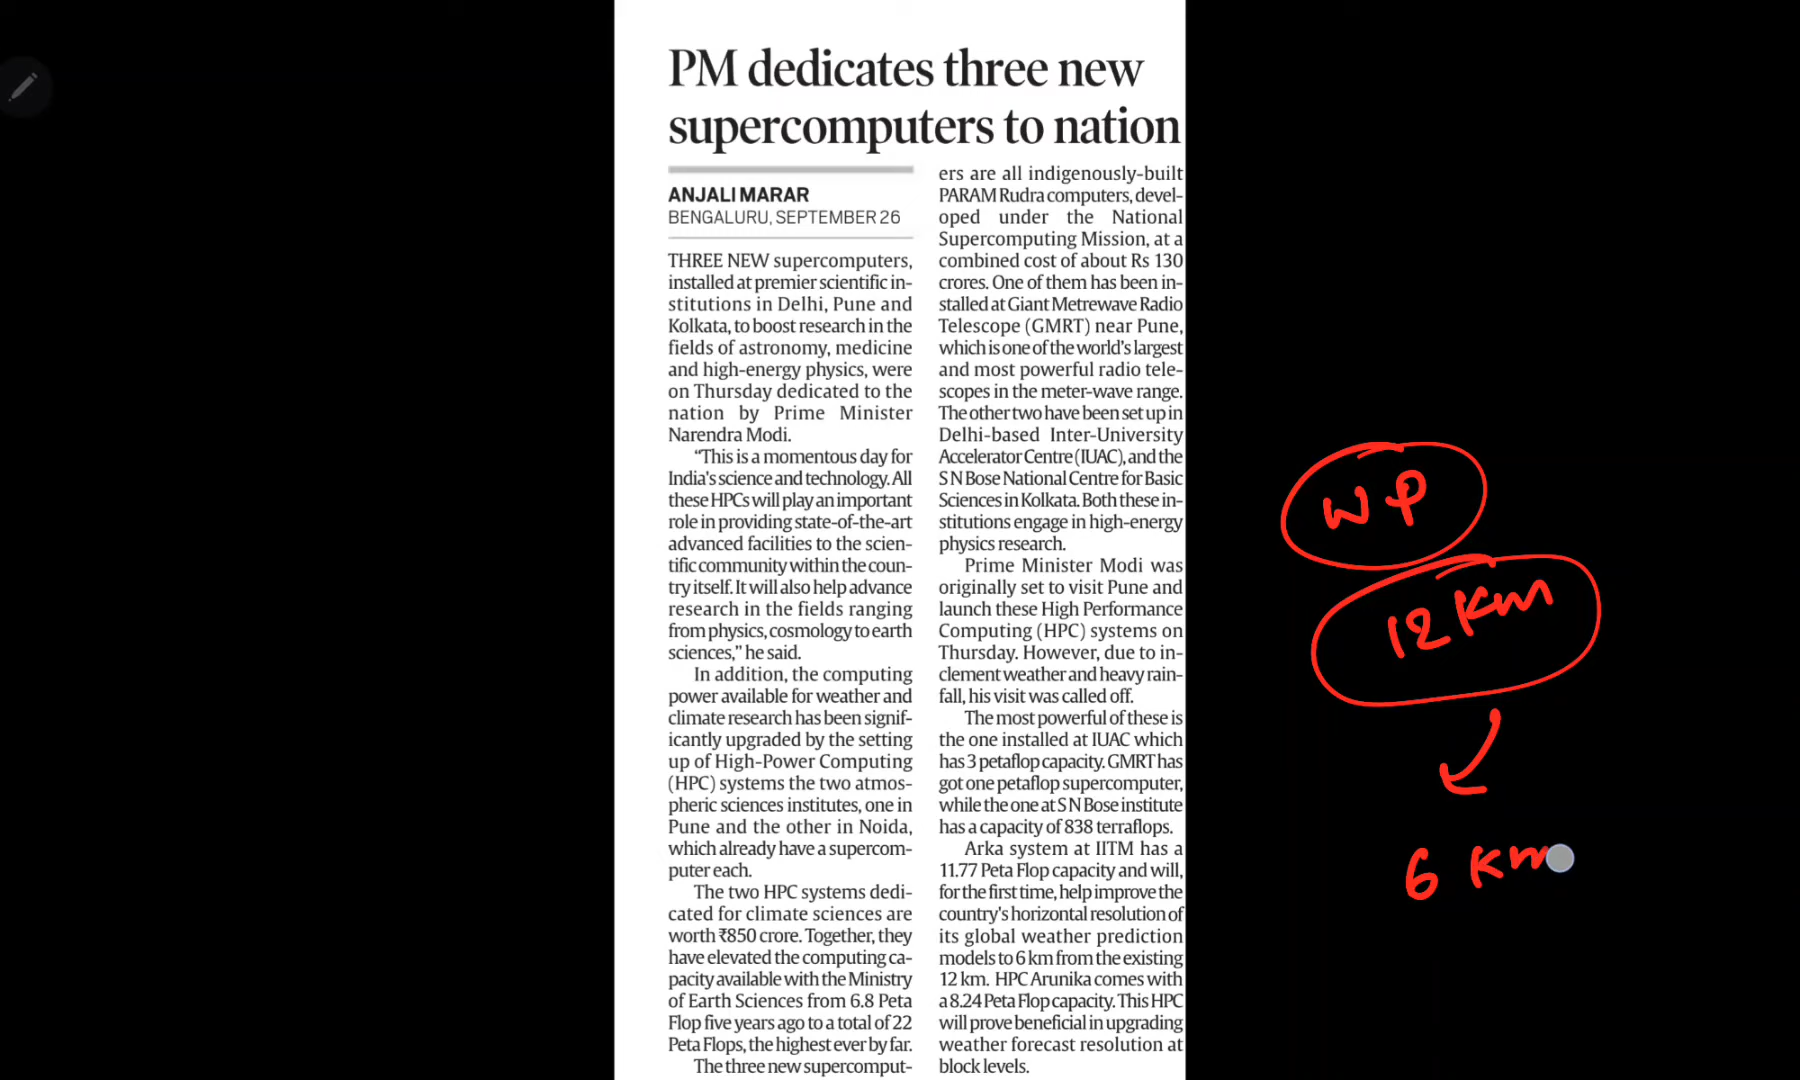 PM dedicates three new
supercomputers to nation
ANJALI MARAR
BENGALURU, SEPTEMBER 26
THREE NEW supercomputers,
installed at premier scientific in-
stitutions in Delhi, Pune and
Kolkata, to boost research in the
fields of astronomy, medicine
and high-energy physics, were
on Thursday dedicated to the
nation by Prime Minister
Narendra Modi.
“This is a momentous day for
India's science and technology. All
these HPCs will play an important
role in providing state-of-the-art
advanced facilities to the scien-
tific community within the coun-
try itself. It will also help advance
research in the fields ranging
from physics, cosmology to earth
sciences,” he said.
In addition, the computing
power available for weather and
climate research has been signif-
icantly upgraded by the setting
up of High-Power Computing
(HPC) systems the two atmos-
pheric sciences institutes, one in
Pune and the other in Noida,
which already have a supercom-
puter each.
The two HPC systems dedi-
cated for climate sciences are
worth ₹850 crore. Together, they
have elevated the computing ca-
pacity available with the Ministry
of Earth Sciences from 6.8 Peta
Flop five years ago to a total of 22
Peta Flops, the highest ever by far.
The three new supercomput-
ers are all indigenously-built
PARAM Rudra computers, devel-
oped under the National
Supercomputing Mission, at a
combined cost of about Rs 130
crores. One of them has been in-
stalled at Giant Metrewave Radio
Telescope (GMRT) near Pune,
which is one of the world's largest
and most powerful radio tele-
scopes in the meter-wave range.
The other two have been set up in
Delhi-based Inter-University
Accelerator Centre (IUAC), and the
S N Bose National Centre for Basic
Sciences in Kolkata. Both these in-
stitutions engage in high-energy
physics research.
Prime Minister Modi was
originally set to visit Pune and
launch these High Performance
Computing (HPC) systems on
Thursday. However, due to in-
clement weather and heavy rain-
fall, his visit was called off.
The most powerful of these is
the one installed at IUAC which
has 3 petaflop capacity. GMRT has
got one petaflop supercomputer,
while the one at S N Bose institute
has a capacity of 838 terraflops.
Arka system at IITM has a
11.77 Peta Flop capacity and will,
for the first time, help improve the
country's horizontal resolution of
its global weather prediction
models to 6 km from the existing
12 km. HPC Arunika comes with
a 8.24 Peta Flop capacity. This HPC
will prove beneficial in upgrading
weather forecast resolution at
block levels.
WP
12 Km
6 Km